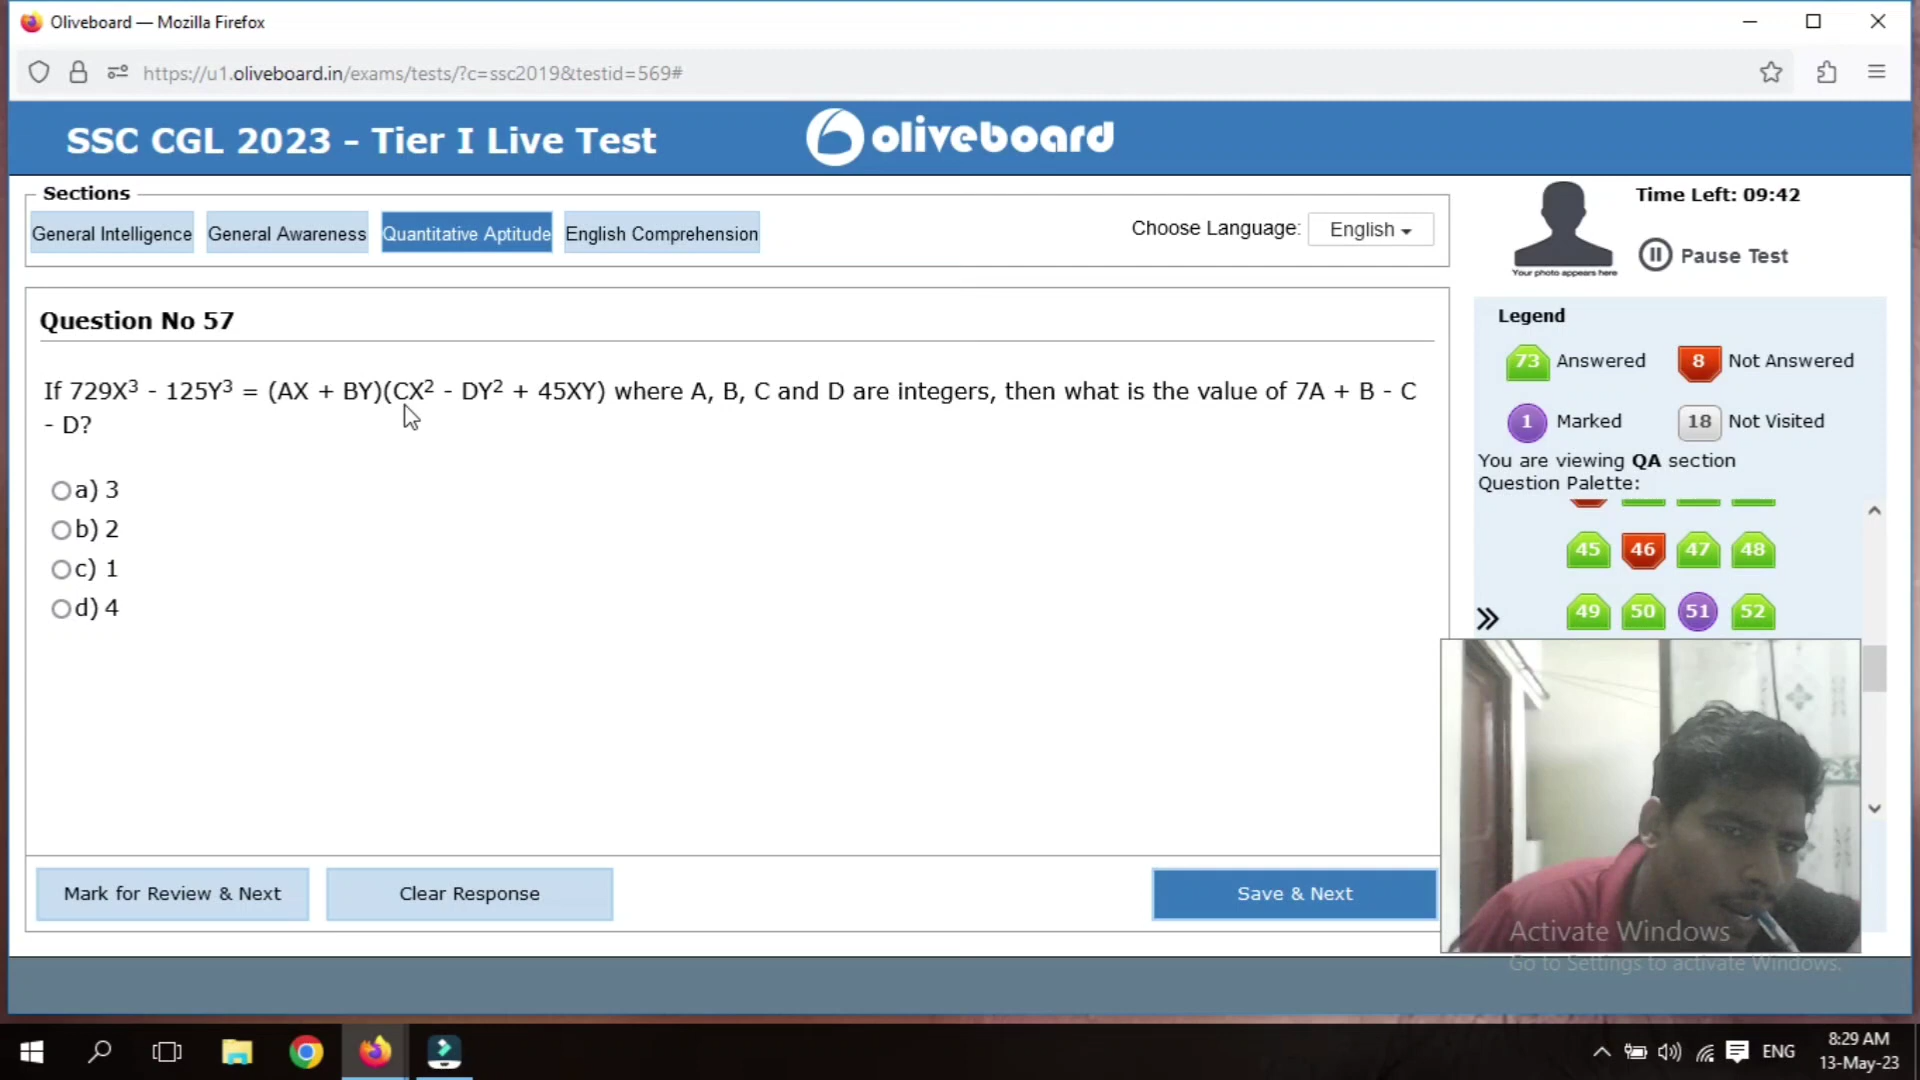 Oliveboard — Mozilla Firefox
https://u1.oliveboard.in/exams/tests/?c=ssc2019&testid=569#
SSC CGL 2023 - Tier I Live Test
oliveboard
Sections
General Intelligence
General Awareness
Quantitative Aptitude
English Comprehension
Choose Language:
English
Your photo appears here
Time Left: 09:42
Pause Test
Question No 57
If 729X³ - 125Y³ = (AX + BY)(CX² - DY² + 45XY) where A, B, C and D are integers, then what is the value of 7A + B - C
- D?
a) 3
b) 2
c) 1
d) 4
Legend
73 Answered
8 Not Answered
1 Marked
18 Not Visited
You are viewing QA section
Question Palette:
45 46 47 48
49 50 51 52
Mark for Review & Next
Clear Response
Save & Next
Activate Windows
Go to Settings to activate Windows.
ENG
8:29 AM
13-May-23